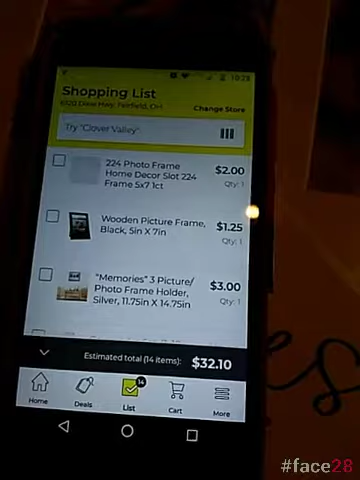 10:28
Shopping List
6120 Dixie Hwy, Fairfield, OH
Change Store
Try "Clover Valley"
224 Photo Frame
Home Decor Slot 224
Frame 5x7 1ct
$2.00
Qty: 1
Wooden Picture Frame,
Black, 5in X 7in
$1.25
Qty: 1
"Memories" 3 Picture/
Photo Frame Holder,
Silver, 11.75in X 14.75in
$3.00
Qty: 1
Estimated total (14 items): $32.10
14
Home
Deals
List
Cart
More
es
#face28